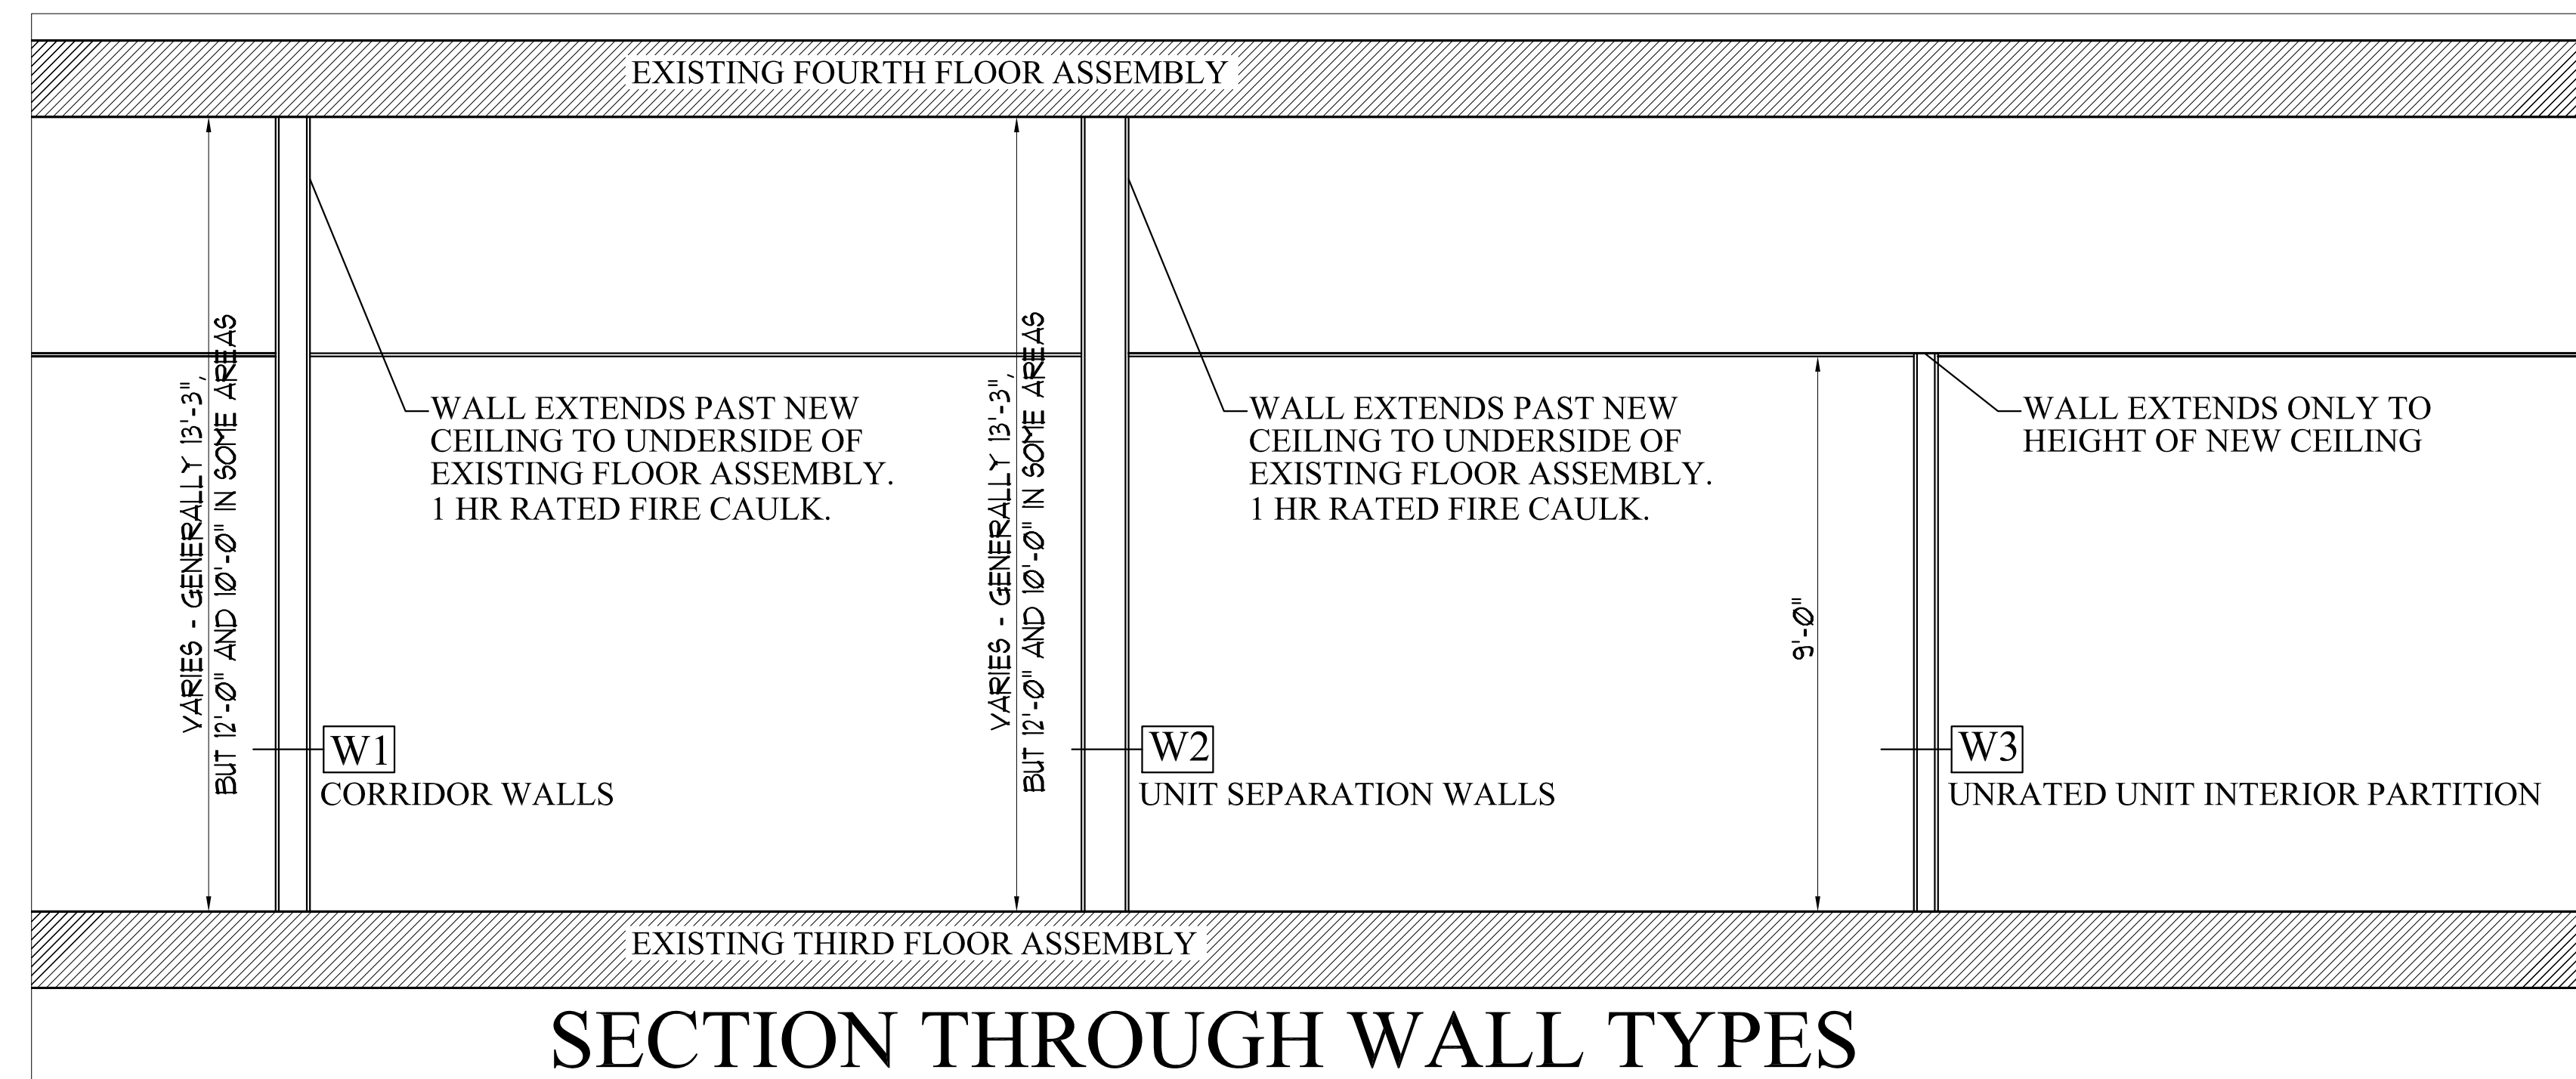 EXISTING FOURTH FLOOR ASSEMBLY
VARIES - GENERALLY 13'-3",
BUT 12'-0" AND 10'-0" IN SOME AREAS
WALL EXTENDS PAST NEW
CEILING TO UNDERSIDE OF
EXISTING FLOOR ASSEMBLY.
1 HR RATED FIRE CAULK.
W1
CORRIDOR WALLS
VARIES - GENERALLY 13'-3",
BUT 12'-0" AND 10'-0" IN SOME AREAS
WALL EXTENDS PAST NEW
CEILING TO UNDERSIDE OF
EXISTING FLOOR ASSEMBLY.
1 HR RATED FIRE CAULK.
W2
UNIT SEPARATION WALLS
9'-0"
WALL EXTENDS ONLY TO
HEIGHT OF NEW CEILING
W3
UNRATED UNIT INTERIOR PARTITION
EXISTING THIRD FLOOR ASSEMBLY
SECTION THROUGH WALL TYPES